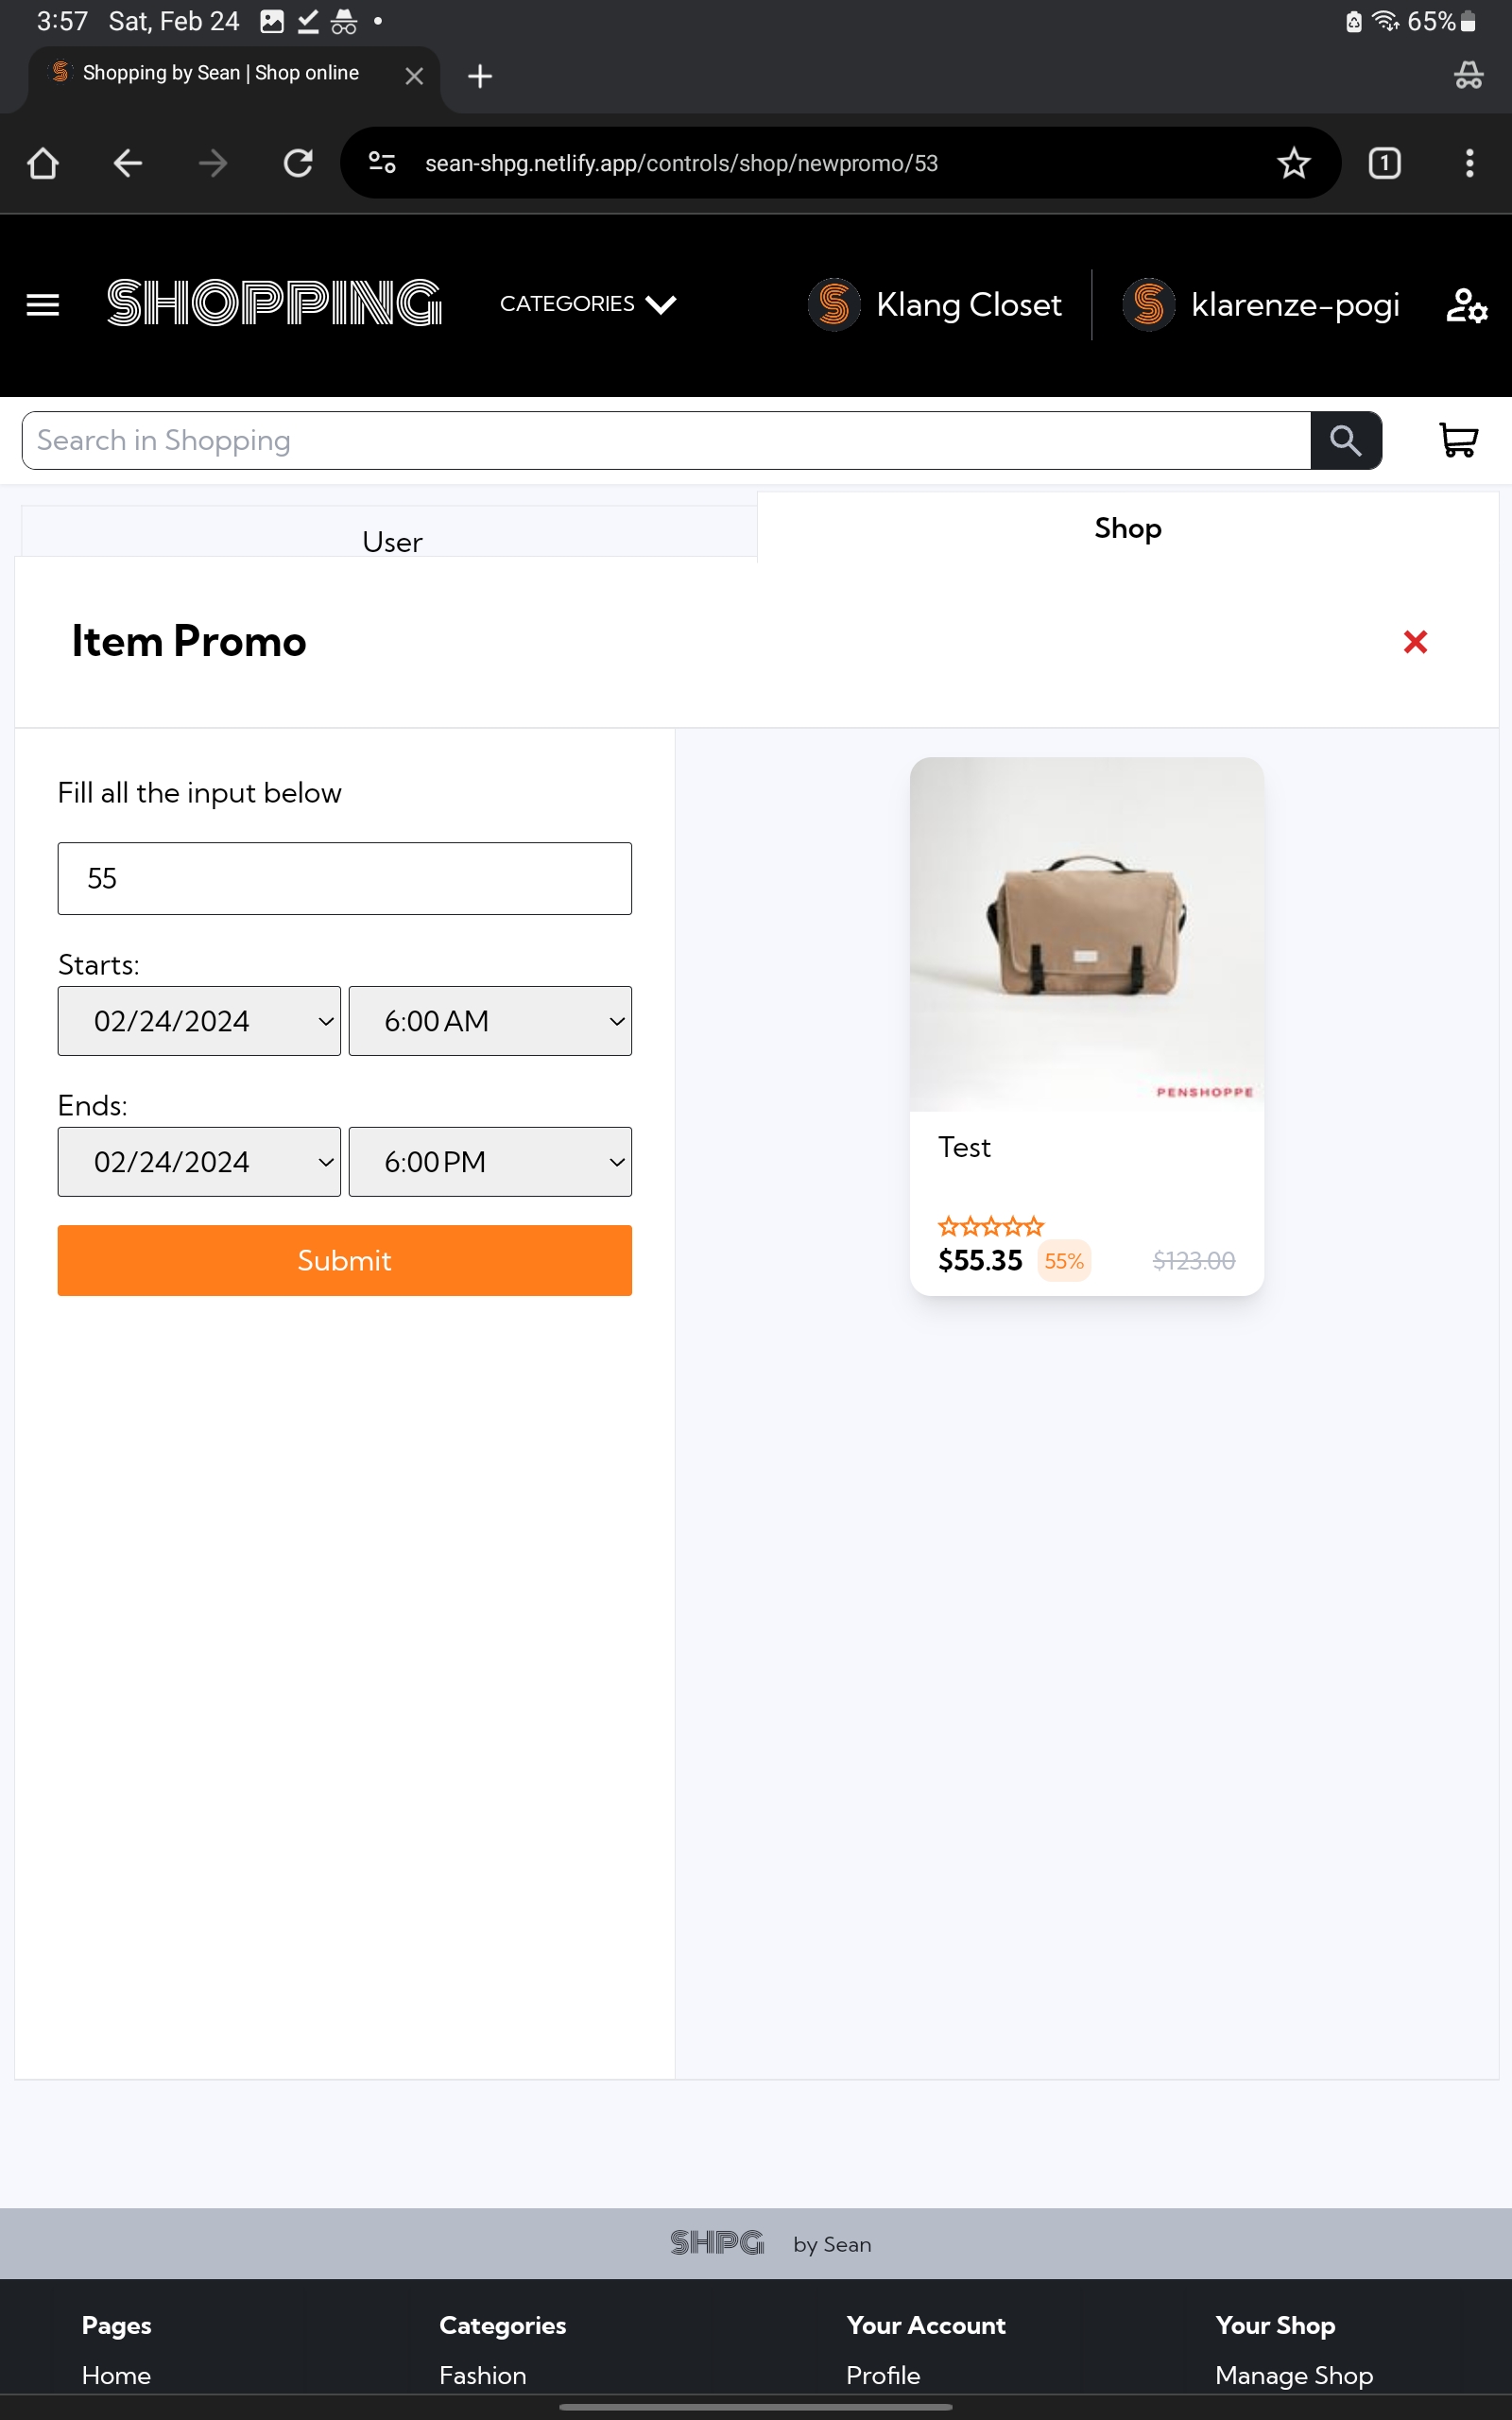 3:57 Sat, Feb 24 65%
Shopping by Sean | Shop online
sean-shpg.netlify.app/controls/shop/newpromo/53
1
SHOPPING CATEGORIES Klang Closet klarenze-pogi
Search in Shopping
User Shop
Item Promo
Fill all the input below
55
Starts:
02/24/2024 6:00 AM
Ends:
02/24/2024 6:00 PM
Submit
PENSHOPPE
Test
$55.35 55% $123.00
SHPG by Sean
Pages Categories Your Account Your Shop
Home Fashion Profile Manage Shop